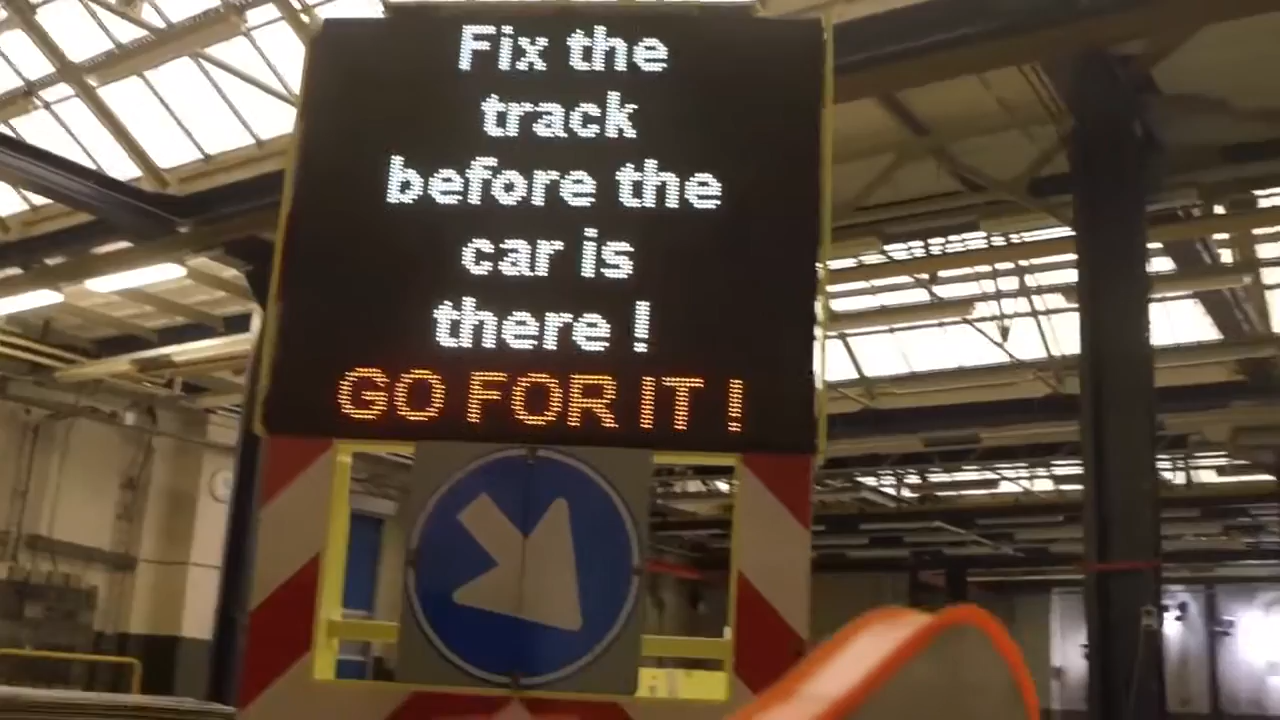 Fix the
track
before the
car is
there !
GO FOR IT !